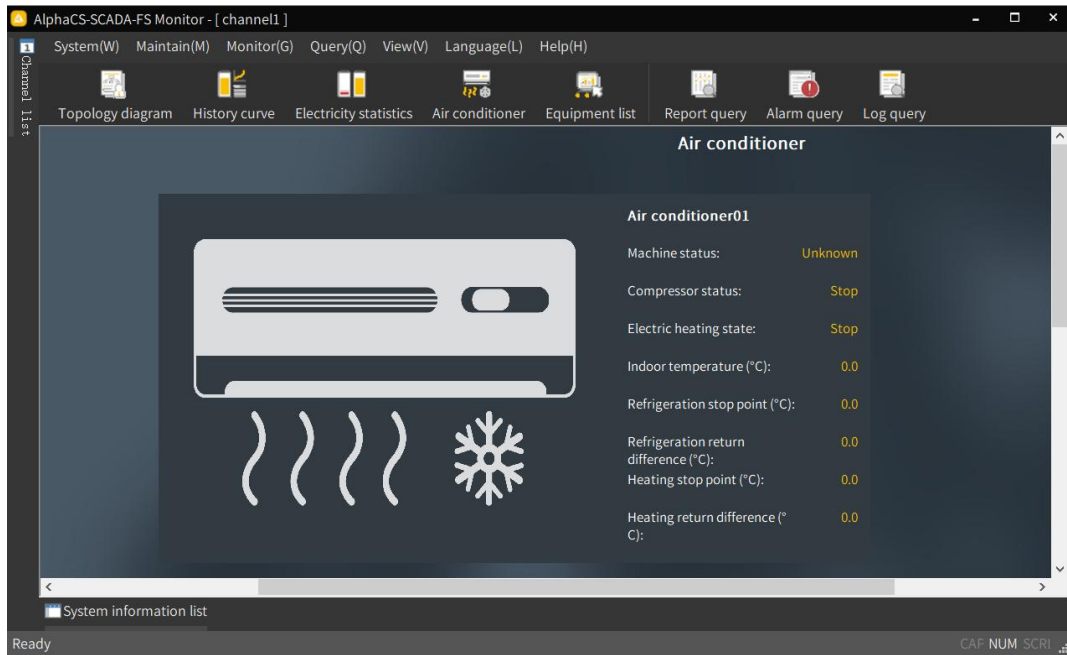 AlphaCS-SCADA-FS Monitor - [ channel1 ]
1
Channel list
System(W) Maintain(M) Monitor(G) Query(Q) View(V) Language(L) Help(H)
Topology diagram History curve Electricity statistics Air conditioner Equipment list Report query Alarm query Log query
Air conditioner
Air conditioner01
Machine status: Unknown
Compressor status: Stop
Electric heating state: Stop
Indoor temperature (°C): 0.0
Refrigeration stop point (°C): 0.0
Refrigeration return 0.0
difference (°C):
Heating stop point (°C): 0.0
Heating return difference (° 0.0
C):
System information list
Ready CAP NUM SCRI